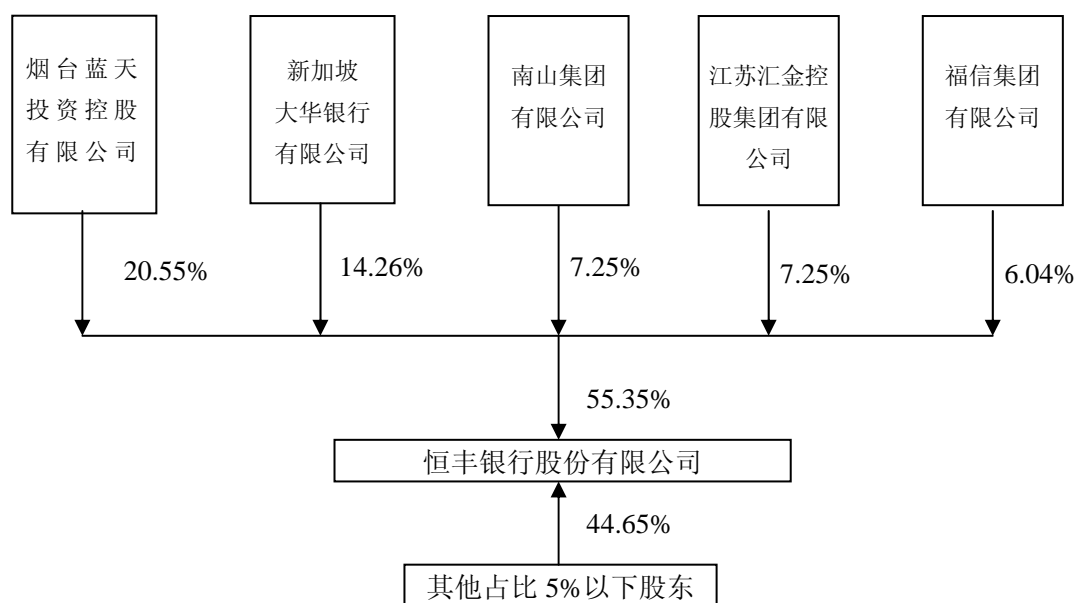 烟台蓝天
投资控股
有限公司
新加坡
大华银行
有限公司
南山集团
有限公司
江苏汇金控
股集团有限
公司
福信集团
有限公司
20.55%
14.26%
7.25%
7.25%
6.04%
55.35%
恒丰银行股份有限公司
44.65%
其他占比 5%以下股东